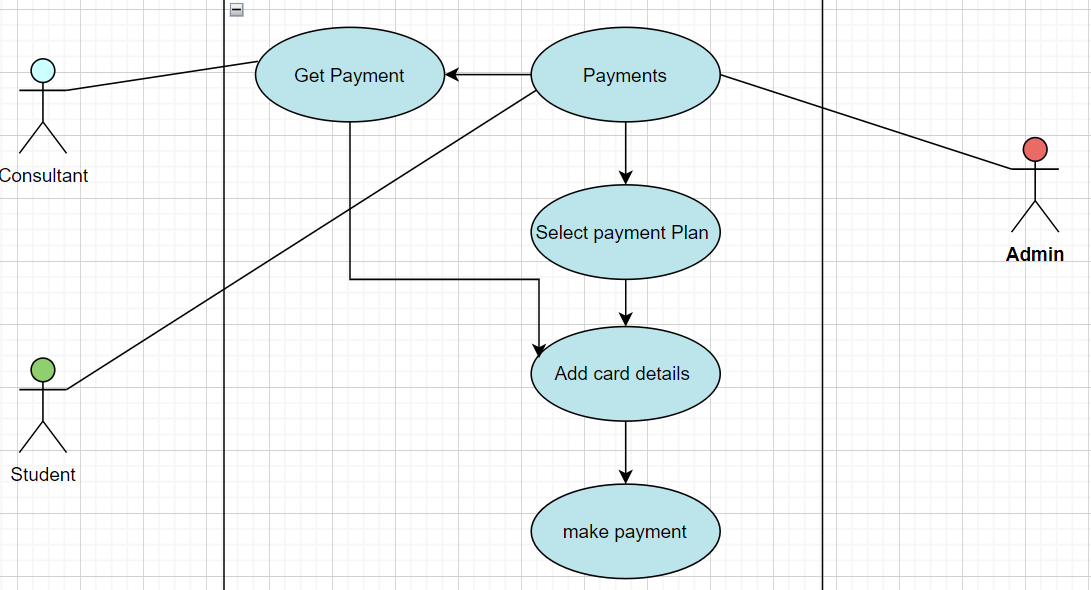 Get Payment
Payments
Consultant
Select payment Plan
Admin
Add card details
Student
make payment